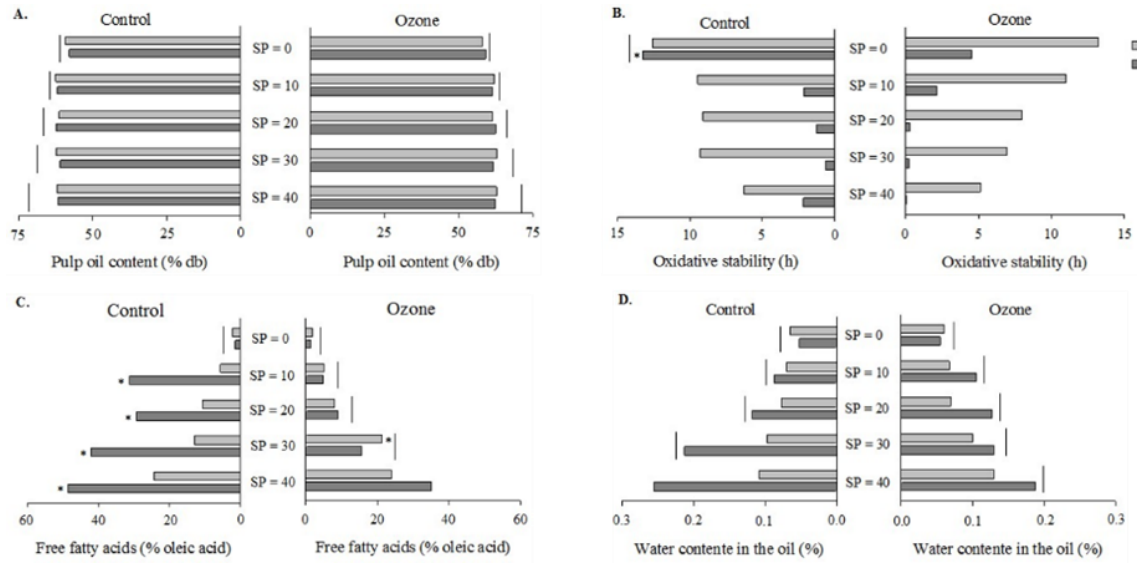 A.
Control
Ozone
SP = 0
SP = 10
SP = 20
SP = 30
SP = 40
75 50 25 0
0 25 50 75
Pulp oil content (% db)
Pulp oil content (% db)
B.
Control
Ozone
*
SP = 0
SP = 10
SP = 20
SP = 30
SP = 40
15 10 5 0
0 5 10 15
Oxidative stability (h)
Oxidative stability (h)
C.
Control
Ozone
SP = 0
* SP = 10
* SP = 20
* SP = 30 *
* SP = 40
60 40 20 0
0 20 40 60
Free fatty acids (% oleic acid)
Free fatty acids (% oleic acid)
D.
Control
Ozone
SP = 0
SP = 10
SP = 20
SP = 30
SP = 40
0.3 0.2 0.1 0.0
0.0 0.1 0.2 0.3
Water contente in the oil (%)
Water contente in the oil (%)